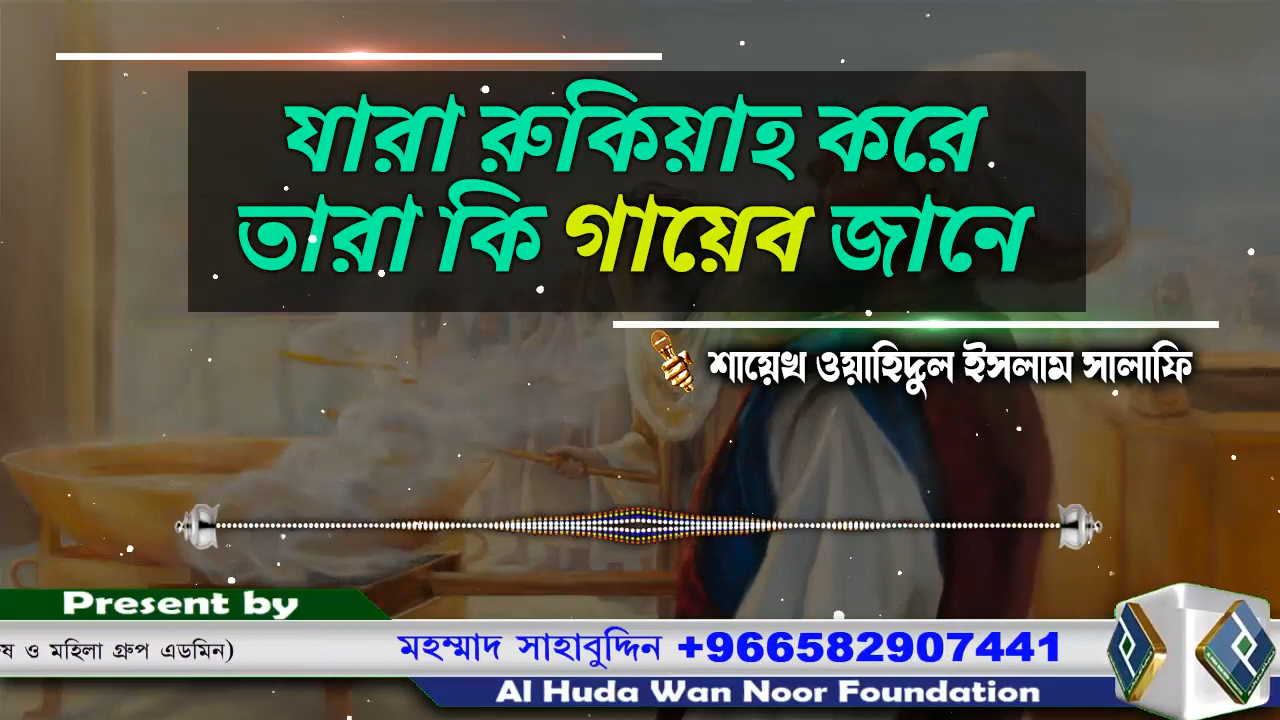 যারা রুকিয়াহ করে
তারা কি গায়েব জানে
শায়েখ ওয়াহিদুল ইসলাম সালাফি
Present by
ষ ও মহিলা গ্রুপ এডমিন)
মহম্মাদ সাহাবুদ্দিন +966582907441
Al Huda Wan Noor Foundation